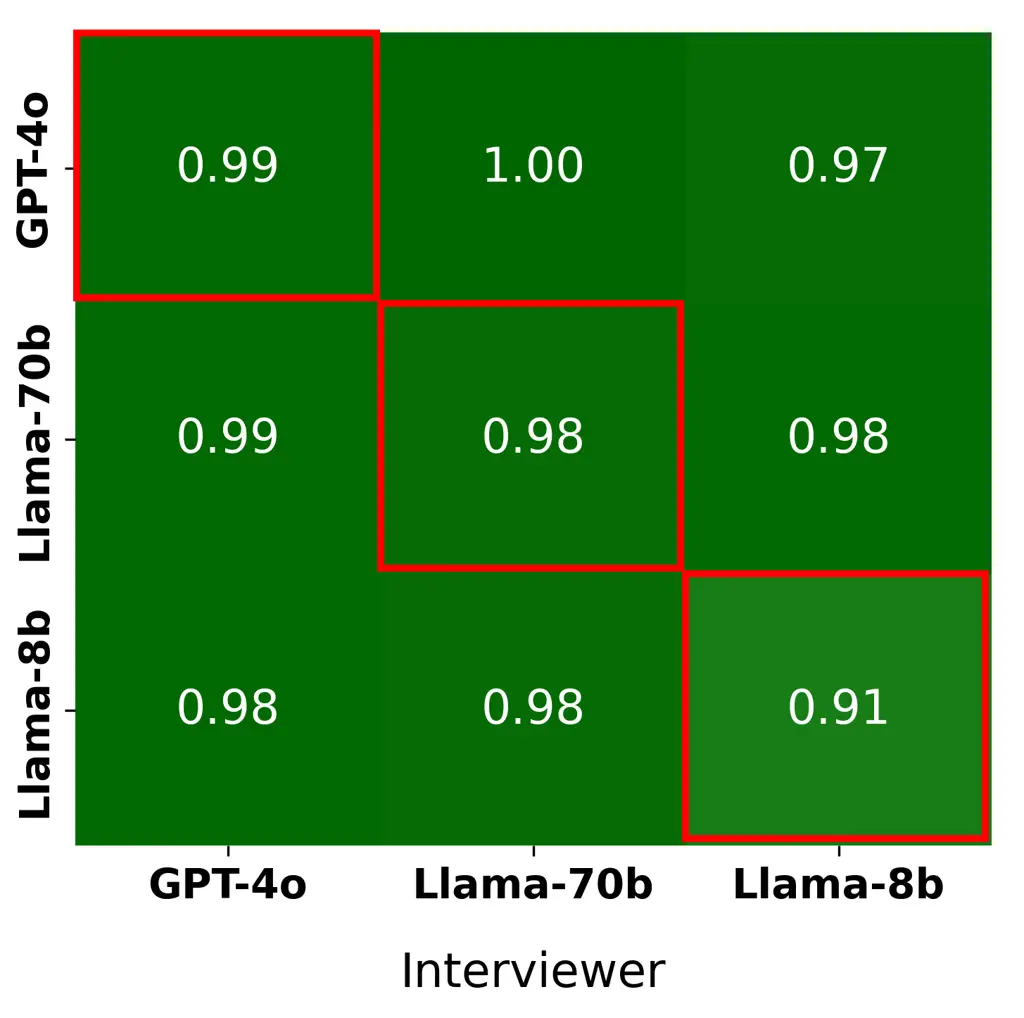 GPT-4o
0.99 1.00 0.97
Llama-70b
0.99 0.98 0.98
Llama-8b
0.98 0.98 0.91
GPT-4o Llama-70b Llama-8b
Interviewer